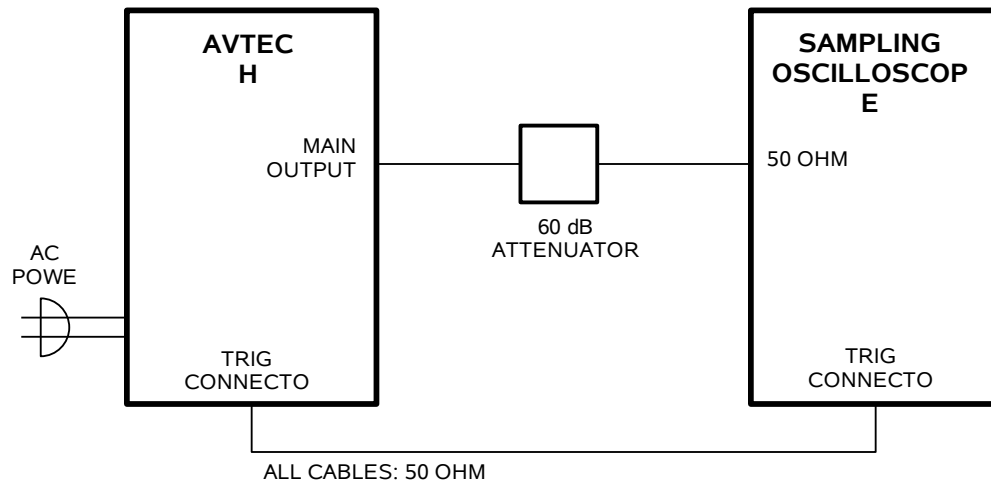 AVTEC
H
MAIN
OUTPUT
AC
POWE
TRIG
CONNECTO
60 dB
ATTENUATOR
SAMPLING
OSCILLOSCOP
E
50 OHM
TRIG
CONNECTO
ALL CABLES: 50 OHM